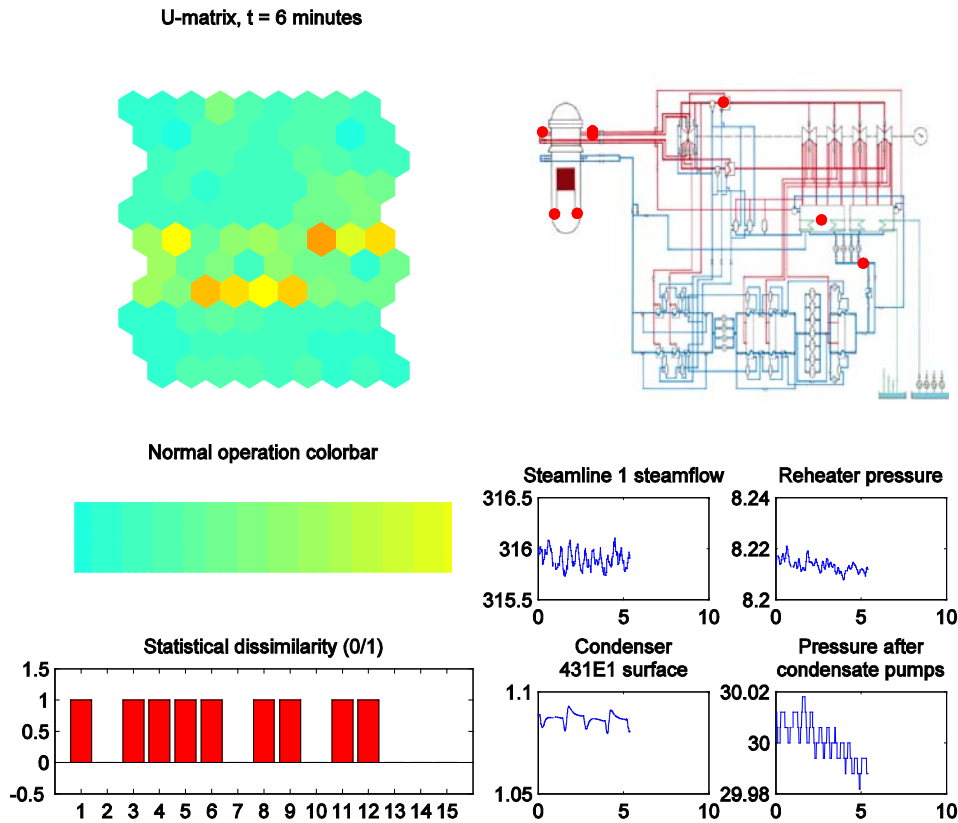 U-matrix, t = 6 minutes
Normal operation colorbar
Steamline 1 steamflow
316.5
316
315.5
0 5 10
Reheater pressure
8.24
8.22
8.2
0 5 10
Statistical dissimilarity (0/1)
1.5
1
0.5
0
-0.5
1 2 3 4 5 6 7 8 9 10 11 12 13 14 15
Condenser
431E1 surface
1.1
1.05
0 5 10
Pressure after
condensate pumps
30.02
30
29.98
0 5 10